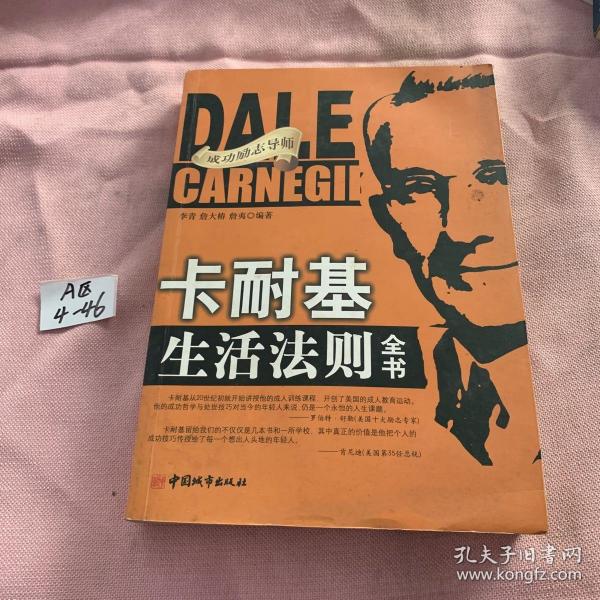 DALE
成功励志导师
CARNEGIE
李青 詹大椿 詹夷◎编著
卡耐基
生活法则全书
卡耐基从20世纪初就开始讲授他的成人训练课程，开创了美国的成人教育运动。
他的成功哲学与处世技巧对当今的年轻人来说，仍是一个永恒的人生课题。
——罗伯特·舒勒(美国十大励志专家)
卡耐基留给我们的不仅仅是几本书和一所学校，其中真正的价值是他把个人的
成功技巧传授给了每一个想出人头地的年轻人。
——肯尼迪(美国第35任总统)
中国城市出版社
A区
4-46
孔夫子旧书网
www.kongfz.com